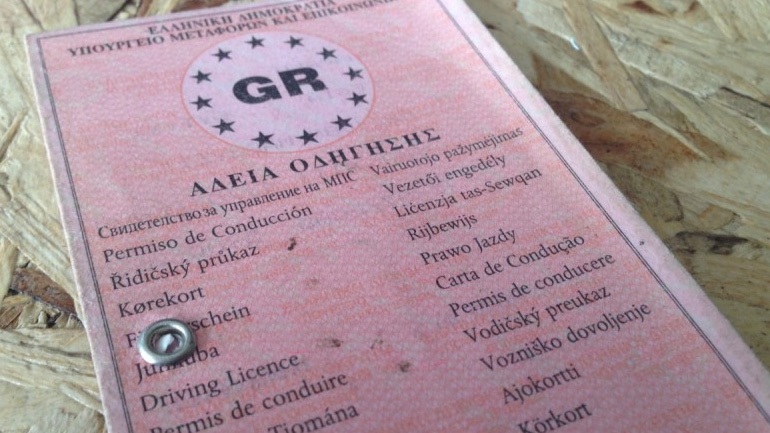 ΕΛΛΗΝΙΚΗ ΔΗΜΟΚΡΑΤΙΑ
ΥΠΟΥΡΓΕΙΟ ΜΕΤΑΦΟΡΩΝ ΚΑΙ
GR
ΑΔΕΙΑ ΟΔΗΓΗΣΗΣ
Свидетелство за управление на МПС
Permiso de Conducción
Řidičský průkaz
Kørekort
Driving Licence
Permis de conduire
Tiomána
Vairuotojo pažymėjimas
Vezetői engedély
Liċenzja tas-Sewqan
Rijbewijs
Prawo Jazdy
Carta de Condução
Permis de conducere
Vodičský preukaz
Vozniško dovoljenje
Ajokortti
Körkort